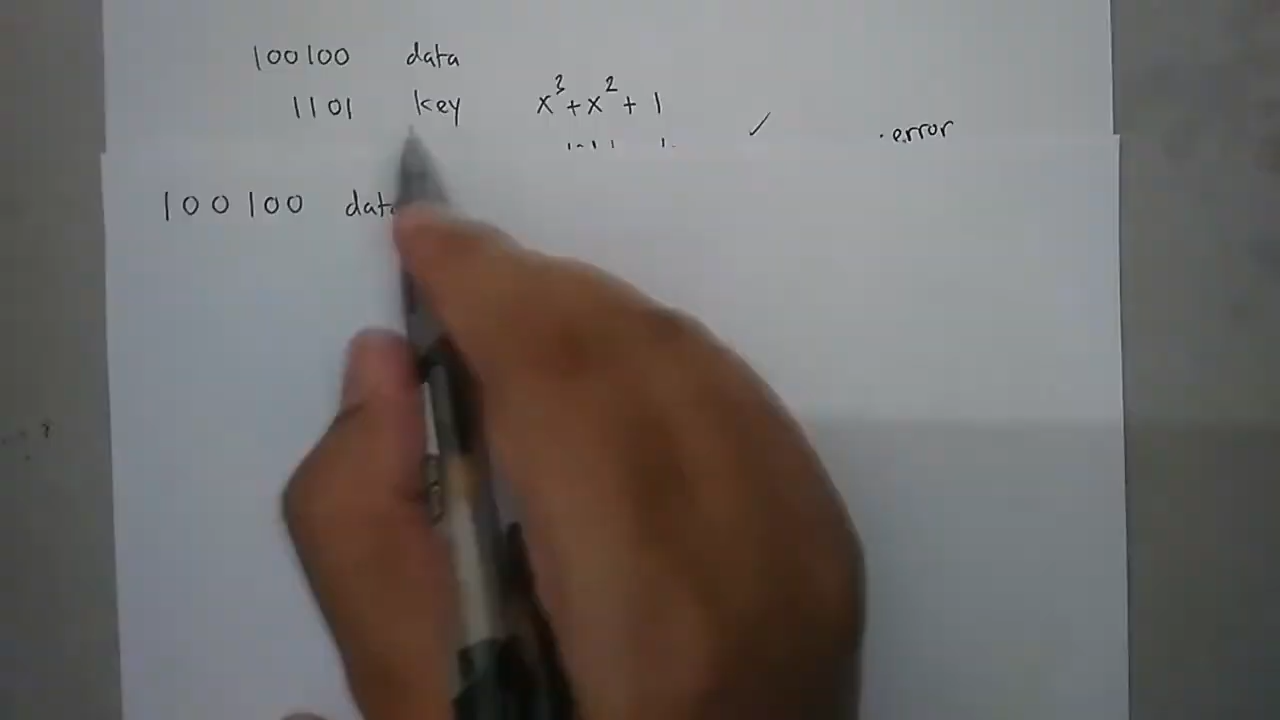 100100 data
1101 key x³+x²+1 ✓ .error
100100 data